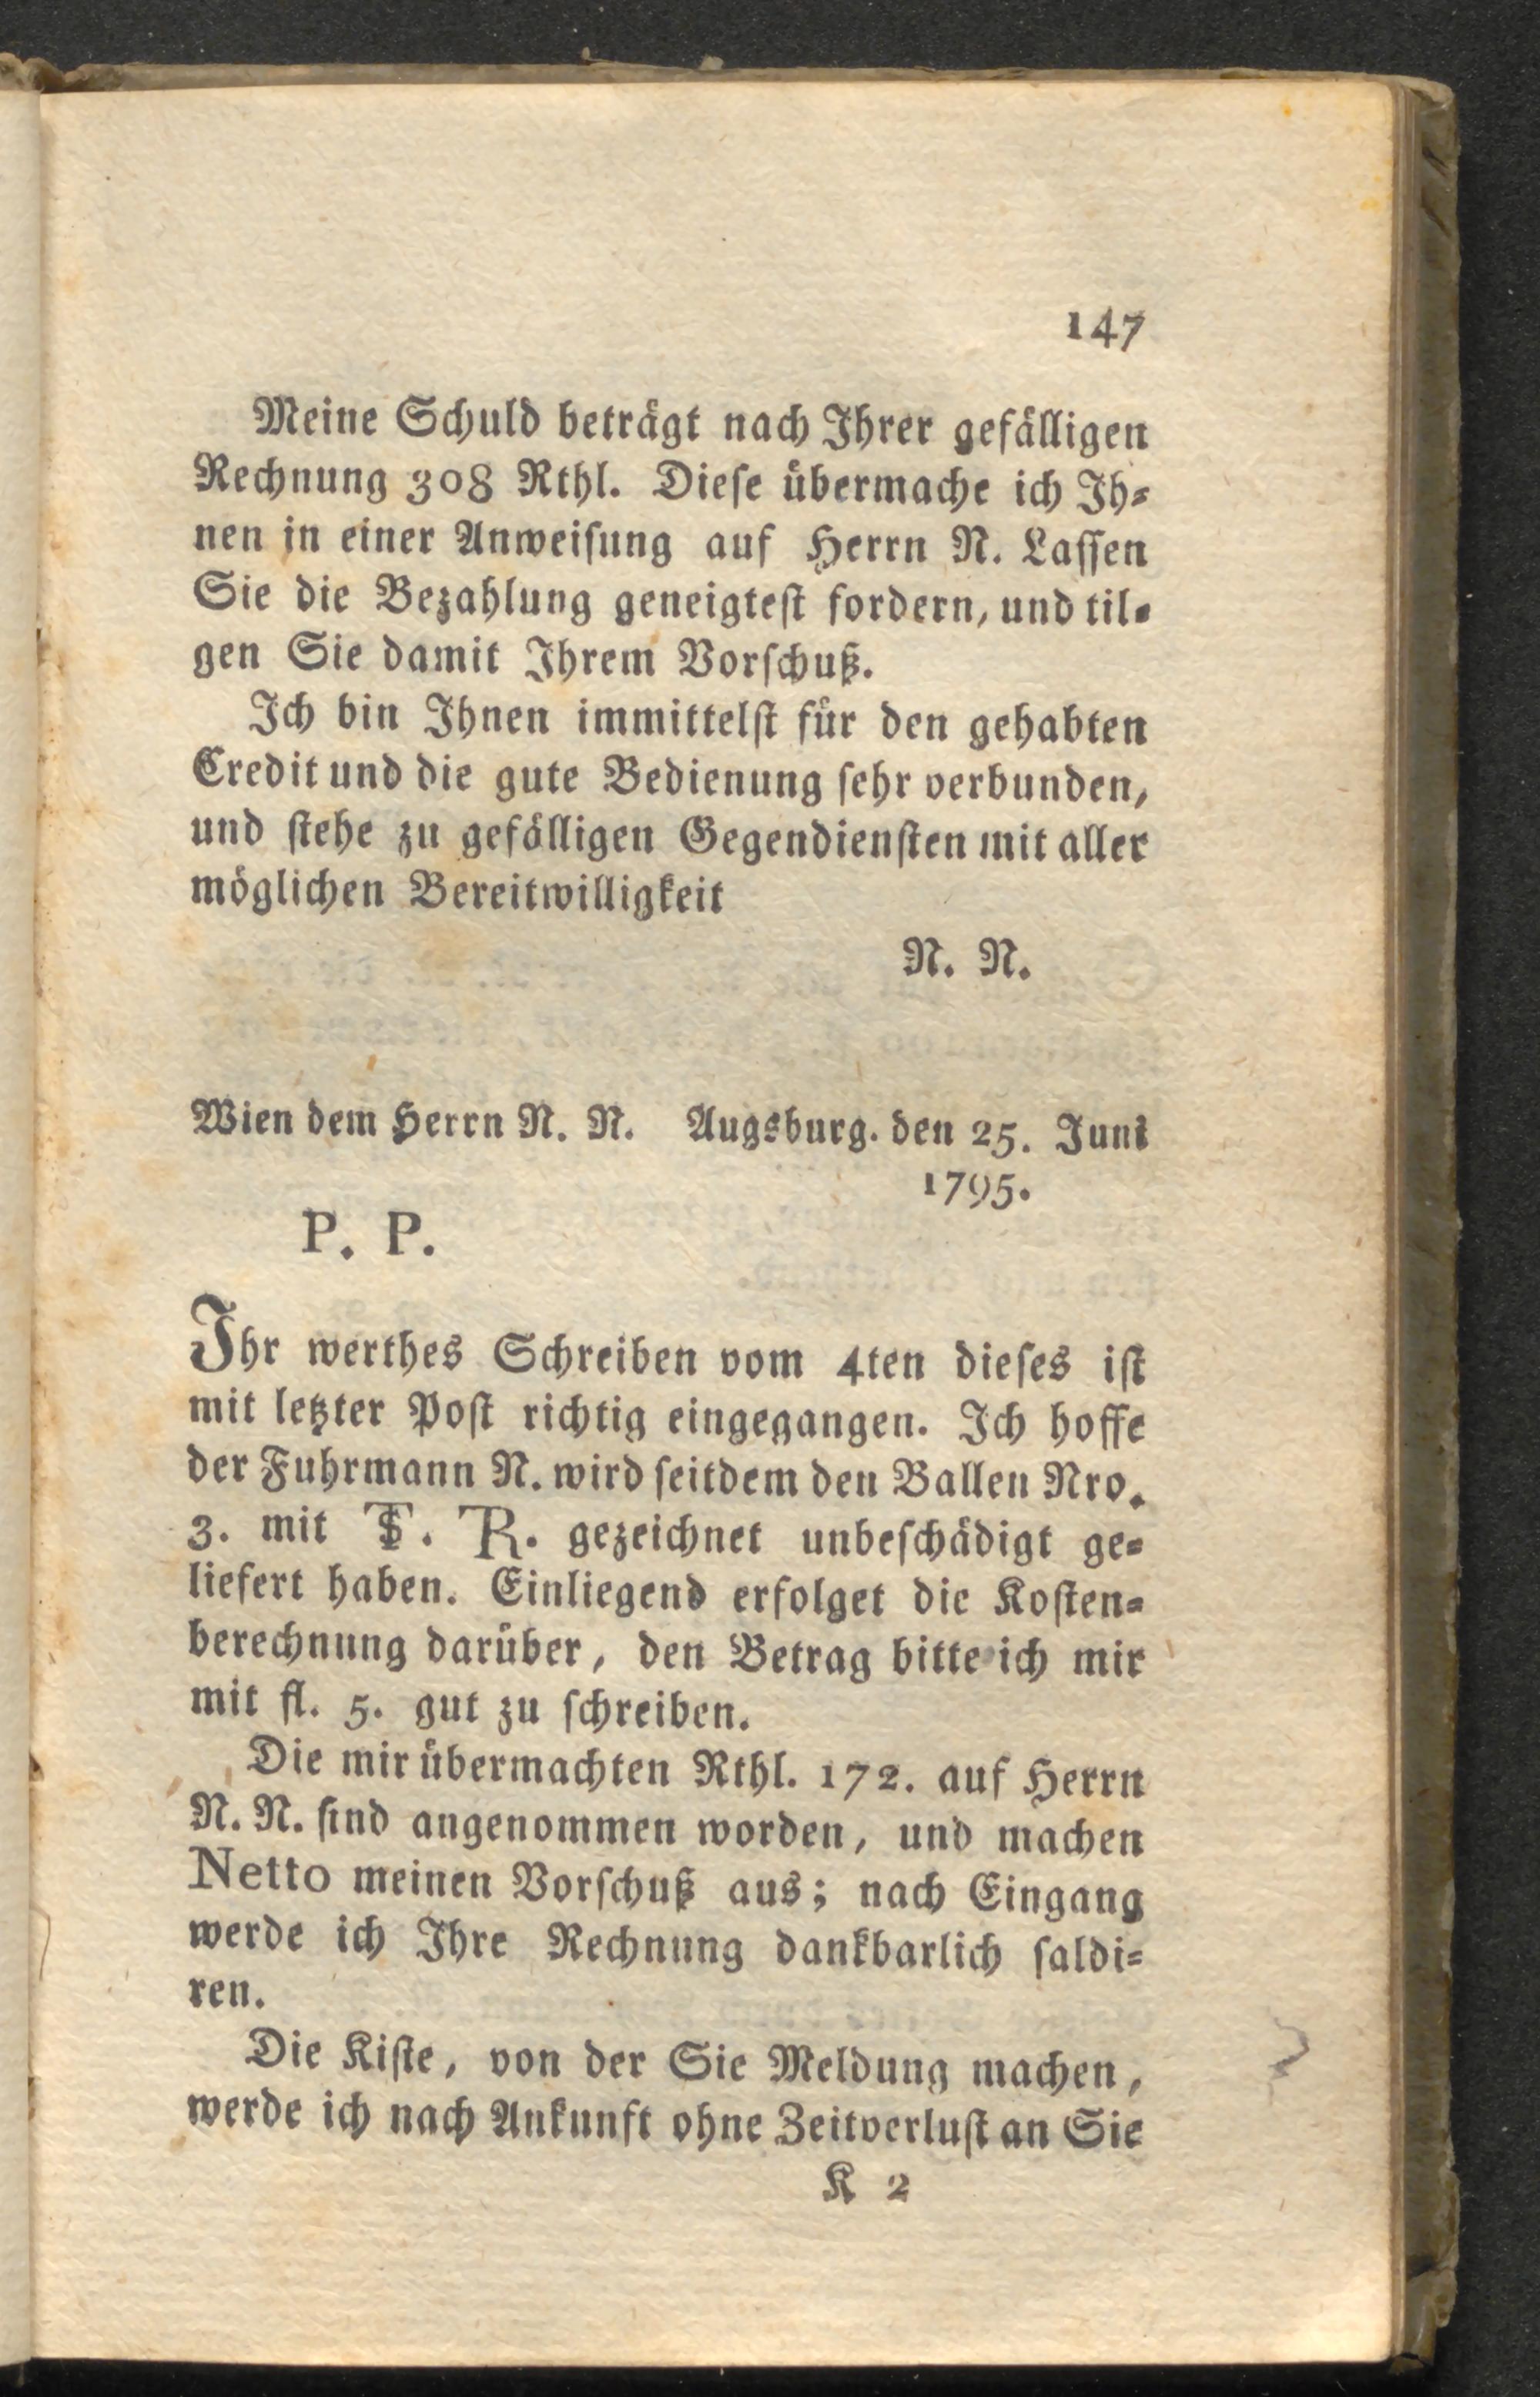 147
Meine Schuld beträgt nach Ihrer gefälligen
Rechnung 308 Rthl. Dieſe übermache ich Ih⸗
nen in einer Anweiſung auf Herrn N. Laſſen
Sie die Bezahlung geneigteſt fordern, und til⸗
gen Sie damit Ihrem Vorſchuß.
Ich bin Ihnen immittelſt für den gehabten
Credit und die gute Bedienung ſehr verbunden,
und ſtehe zu gefälligen Gegendienſten mit aller
möglichen Bereitwilligkeit
N. N.
Wien dem Herrn N. N. Augsburg. den 25. Juni
1795.
P. P.
Ihr werthes Schreiben vom 4ten dieſes iſt
mit letzter Poſt richtig eingegangen. Ich hoffe
der Fuhrmann N. wird ſeitdem den Ballen Nro.
3. mit R. gezeichnet unbeſchädigt ge⸗
liefert haben. Einliegend erfolget die Koſten⸗
berechnung darüber, den Betrag bitte ich mir
mit fl. 5. gut zu ſchreiben.
Die mir übermachten Rthl. 172. auf Herrn
N. N. ſind angenommen worden, und machen
Netto meinen Vorſchuß aus; nach Eingang
werde ich Ihre Rechnung dankbarlich ſaldi⸗
ren.
Die Kiſte, von der Sie Meldung machen,
werde ich nach Ankunft ohne Zeitverluſt an Sie
K 2